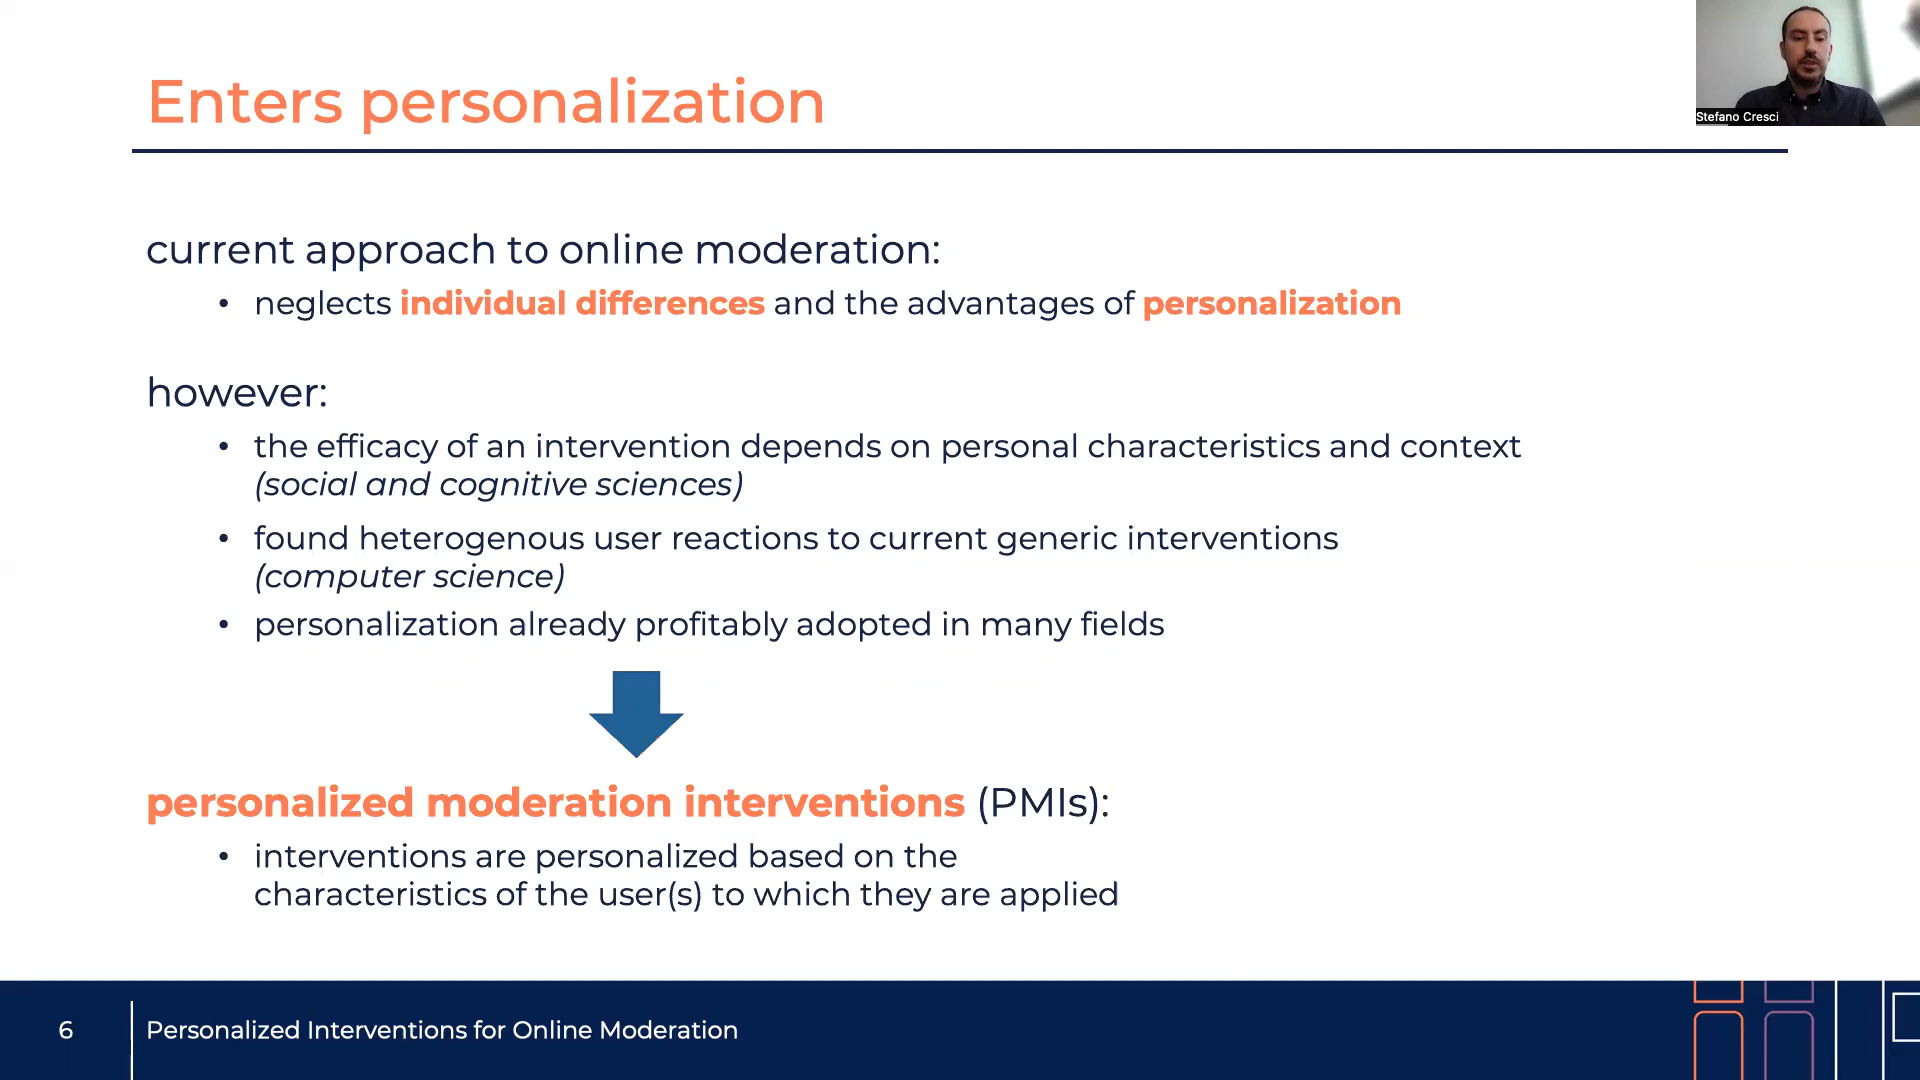 Enters personalization
Stefano Cresci
current approach to online moderation:
• neglects individual differences and the advantages of personalization
however:
• the efficacy of an intervention depends on personal characteristics and context
(social and cognitive sciences)
• found heterogenous user reactions to current generic interventions
(computer science)
• personalization already profitably adopted in many fields
personalized moderation interventions (PMIs):
• interventions are personalized based on the
characteristics of the user(s) to which they are applied
6
Personalized Interventions for Online Moderation